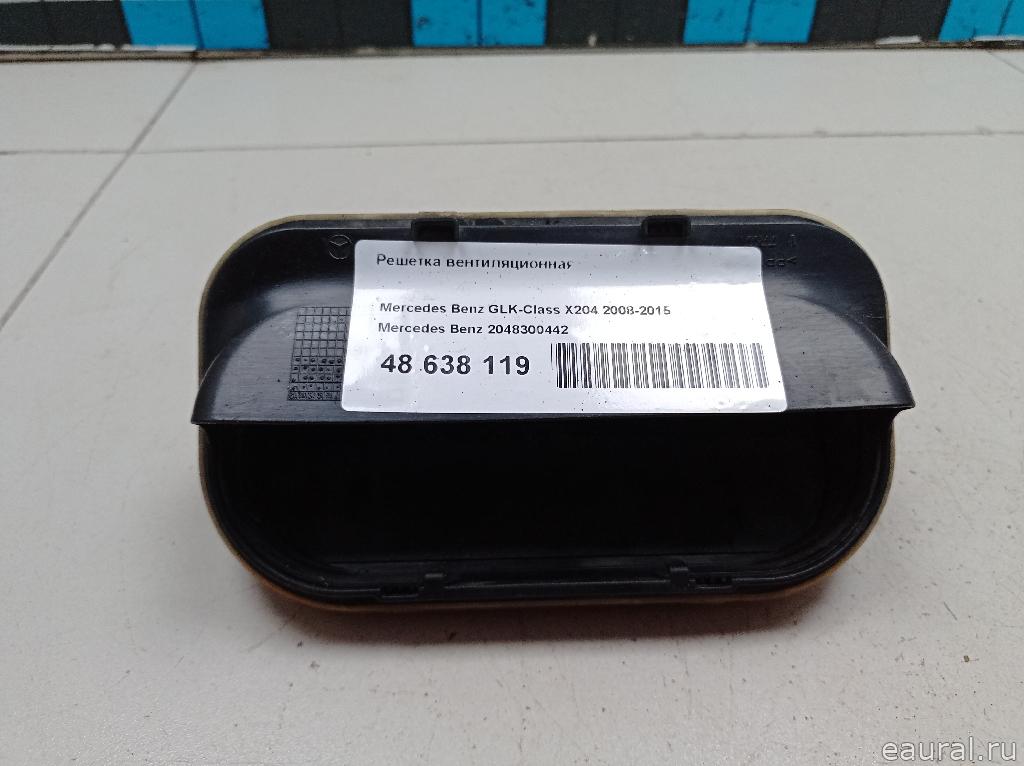 Решетка вентиляционная
Mercedes Benz GLK-Class X204 2008-2015
Mercedes Benz 2048300442
48 638 119
eaural.ru